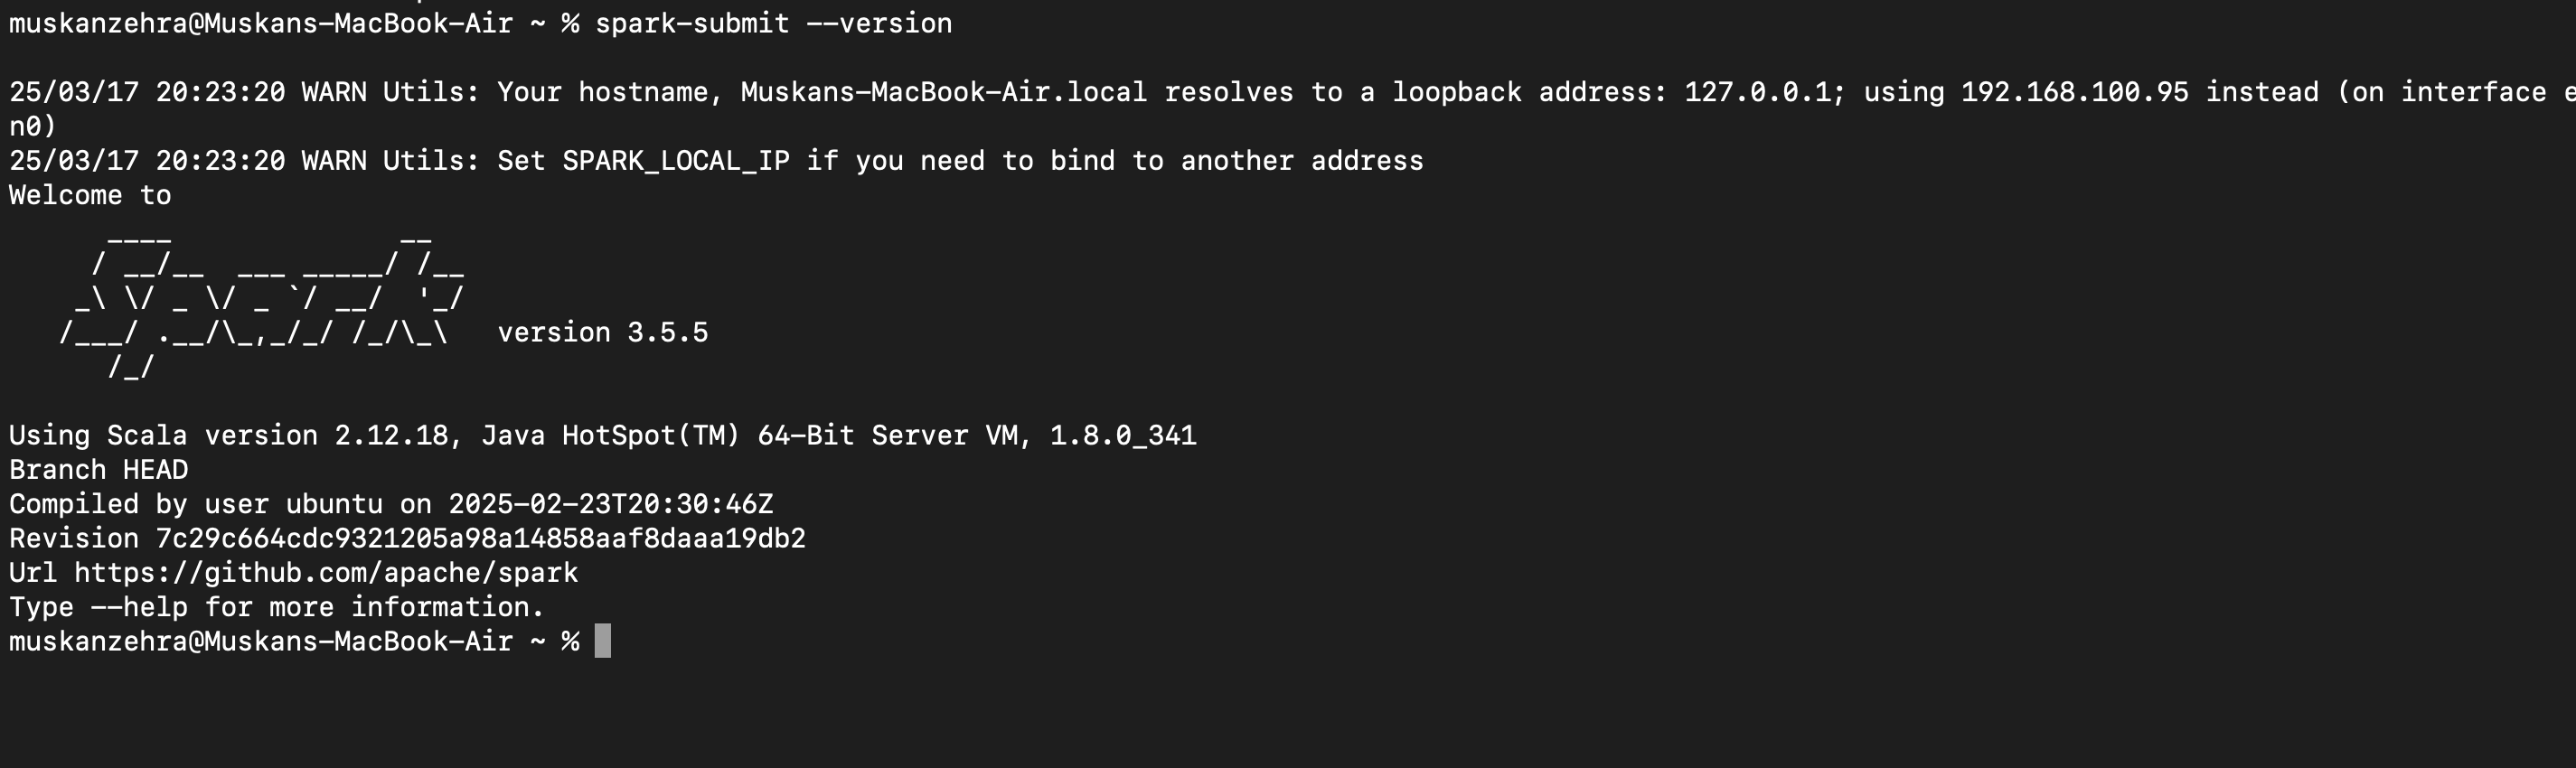 muskanzehra@Muskans-MacBook-Air ~ % spark-submit --version
25/03/17 20:23:20 WARN Utils: Your hostname, Muskans-MacBook-Air.local resolves to a loopback address: 127.0.0.1; using 192.168.100.95 instead (on interface e
n0)
25/03/17 20:23:20 WARN Utils: Set SPARK_LOCAL_IP if you need to bind to another address
Welcome to
      ____              __
     / __/__  ___ _____/ /__
    _\ \/ _ \/ _ `/ __/  '_/
   /___/ .__/\_,_/_/ /_/\_\   version 3.5.5
      /_/
Using Scala version 2.12.18, Java HotSpot(TM) 64-Bit Server VM, 1.8.0_341
Branch HEAD
Compiled by user ubuntu on 2025-02-23T20:30:46Z
Revision 7c29c664cdc9321205a98a14858aaf8daaa19db2
Url https://github.com/apache/spark
Type --help for more information.
muskanzehra@Muskans-MacBook-Air ~ %